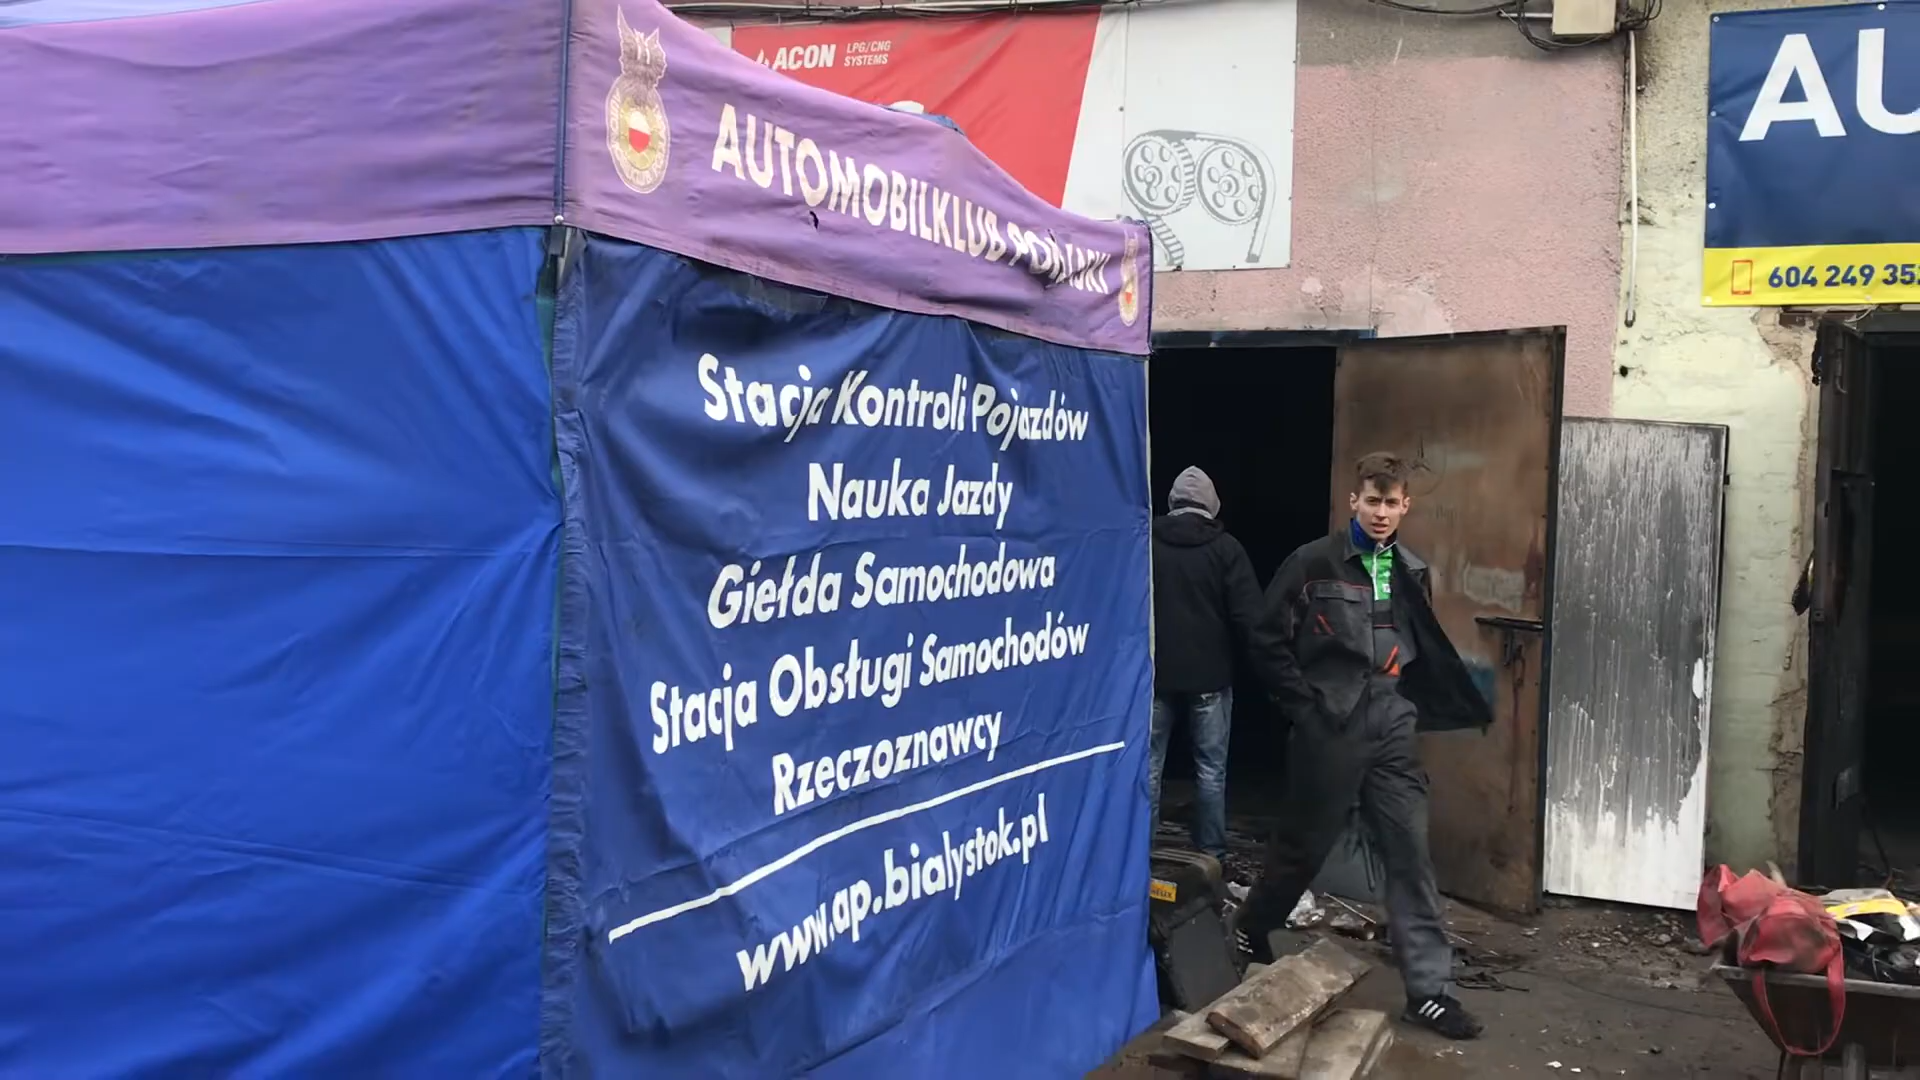 ACON LPG/CNG
SYSTEMS
AUTOMOBILKLUB POLSKI
Stacja Kontroli Pojazdów
Nauka Jazdy
Giełda Samochodowa
Stacja Obsługi Samochodów
Rzeczoznawcy
www.ap.bialystok.pl
AU
604 249 35